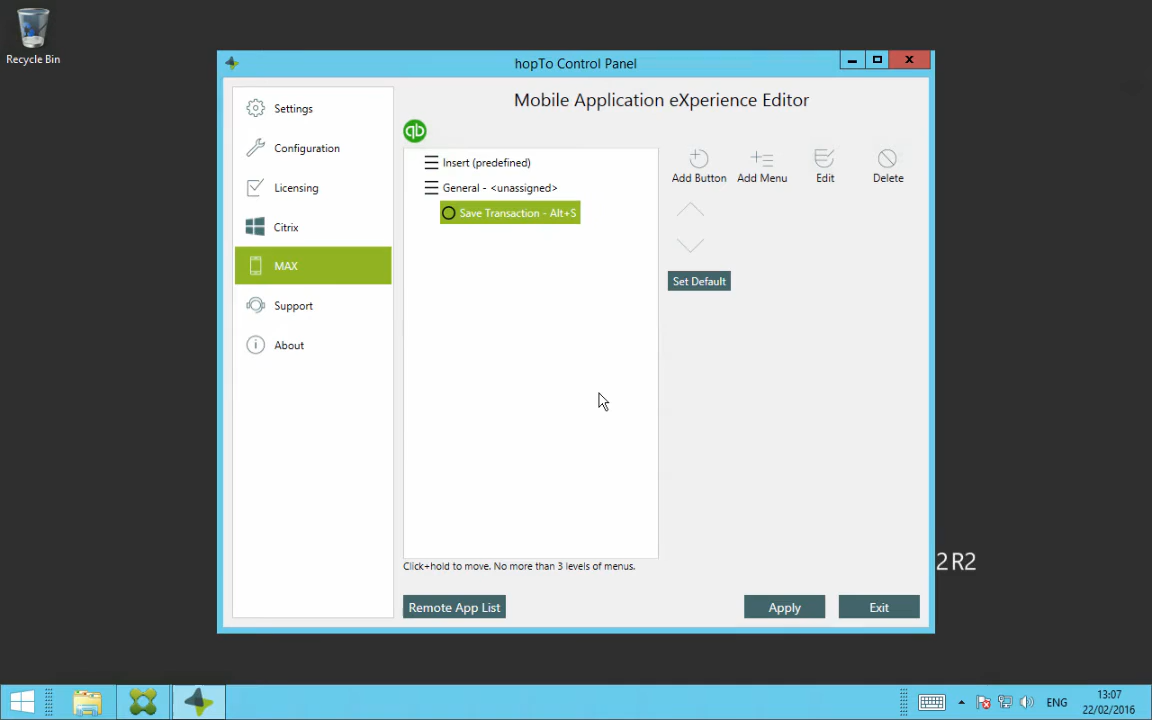 Recycle Bin
hopTo Control Panel
Settings
Configuration
Licensing
Citrix
MAX
Support
About
Mobile Application eXperience Editor
qb
Insert (predefined)
General - <unassigned>
Save Transaction - Alt+S
Add Button
Add Menu
Edit
Delete
Set Default
Click+hold to move. No more than 3 levels of menus.
Remote App List
Apply
Exit
2 R2
ENG
13:07
22/02/2016